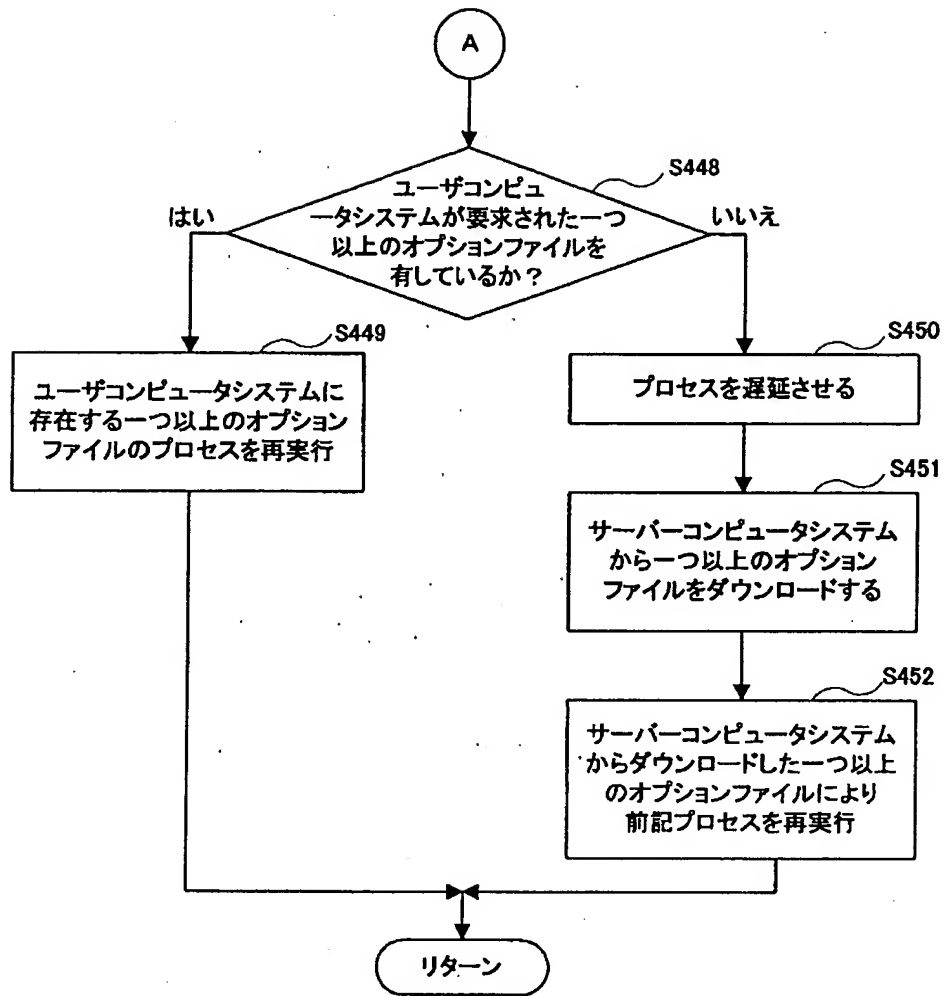 A
S448
ユーザコンピュ
ータシステムが要求された一つ
以上のオプションファイルを
有しているか？
はい
いいえ
S449
ユーザコンピュータシステムに
存在する一つ以上のオプション
ファイルのプロセスを再実行
S450
プロセスを遅延させる
S451
サーバーコンピュータシステム
から一つ以上のオプション
ファイルをダウンロードする
S452
サーバーコンピュータシステム
からダウンロードした一つ以上
のオプションファイルにより
前記プロセスを再実行
リターン